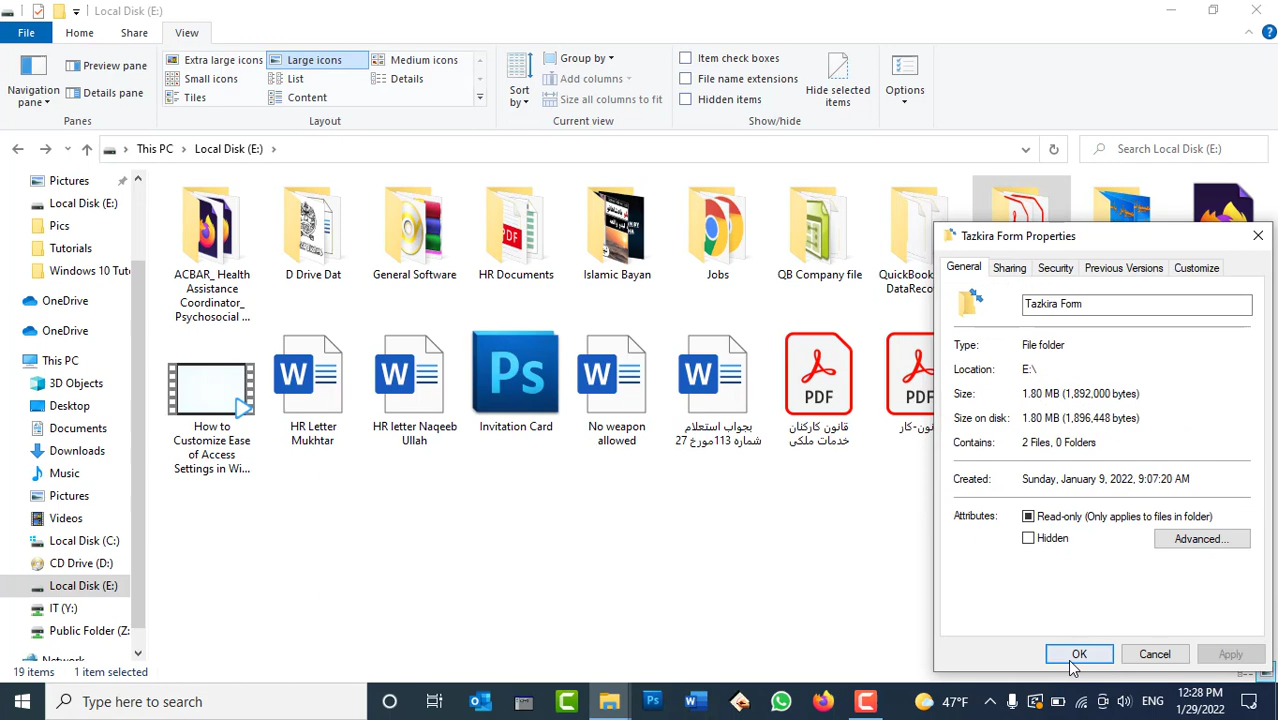 Local Disk (E:)
File Home Share View
Preview pane
Details pane
Navigation pane
Panes
Extra large icons Large icons Medium icons
Small icons List Details
Tiles Content
Layout
Sort by
Group by
Add columns
Size all columns to fit
Current view
Item check boxes
File name extensions
Hidden items
Hide selected items
Show/hide
Options
This PC Local Disk (E:)
Search Local Disk (E:)
Pictures
Local Disk (E:)
Pics
Tutorials
Windows 10 Tut
OneDrive
OneDrive
This PC
3D Objects
Desktop
Documents
Downloads
Music
Pictures
Videos
Local Disk (C:)
CD Drive (D:)
Local Disk (E:)
IT (Y:)
Public Folder (Z:
Network
ACBAR_ Health
Assistance
Coordinator_
Psychosocial ...
D Drive Dat
General Software
HR Documents
Islamic Bayan
Jobs
QB Company file
QuickBook
DataRecov
How to
Customize Ease
of Access
Settings in Wi...
HR Letter
Mukhtar
HR letter Naqeeb
Ullah
Invitation Card
No weapon
allowed
بجواب استعلام
شماره 113مورخ 27
قانون کارکنان
خدمات ملکی
قانون-کار
PDF
W
W
Ps
W
W
PDF
PDF
Tazkira Form Properties
General Sharing Security Previous Versions Customize
Tazkira Form
Type: File folder
Location: E:\
Size: 1.80 MB (1,892,000 bytes)
Size on disk: 1.80 MB (1,896,448 bytes)
Contains: 2 Files, 0 Folders
Created: Sunday, January 9, 2022, 9:07:20 AM
Attributes: Read-only (Only applies to files in folder)
Hidden Advanced...
OK Cancel Apply
19 items 1 item selected
Type here to search
47°F
ENG
12:28 PM
1/29/2022